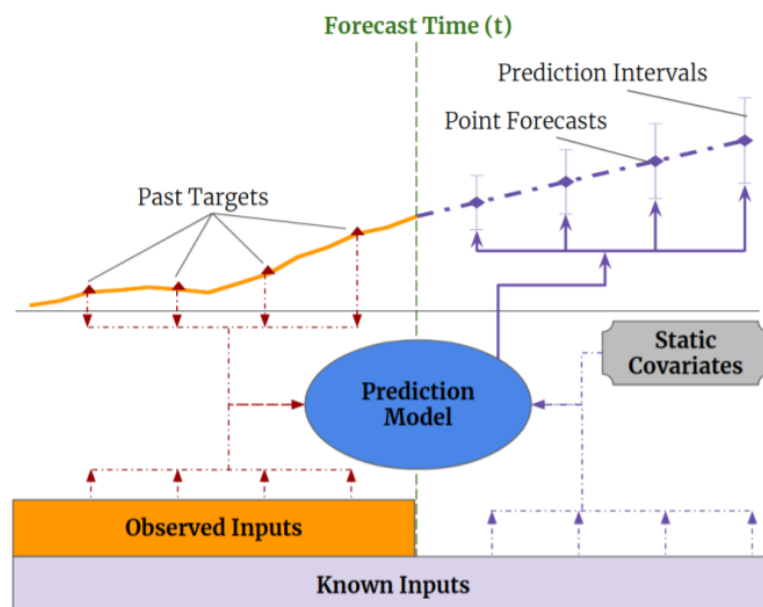 Forecast Time (t)
Prediction Intervals
Point Forecasts
Past Targets
Static
Covariates
Prediction
Model
Observed Inputs
Known Inputs